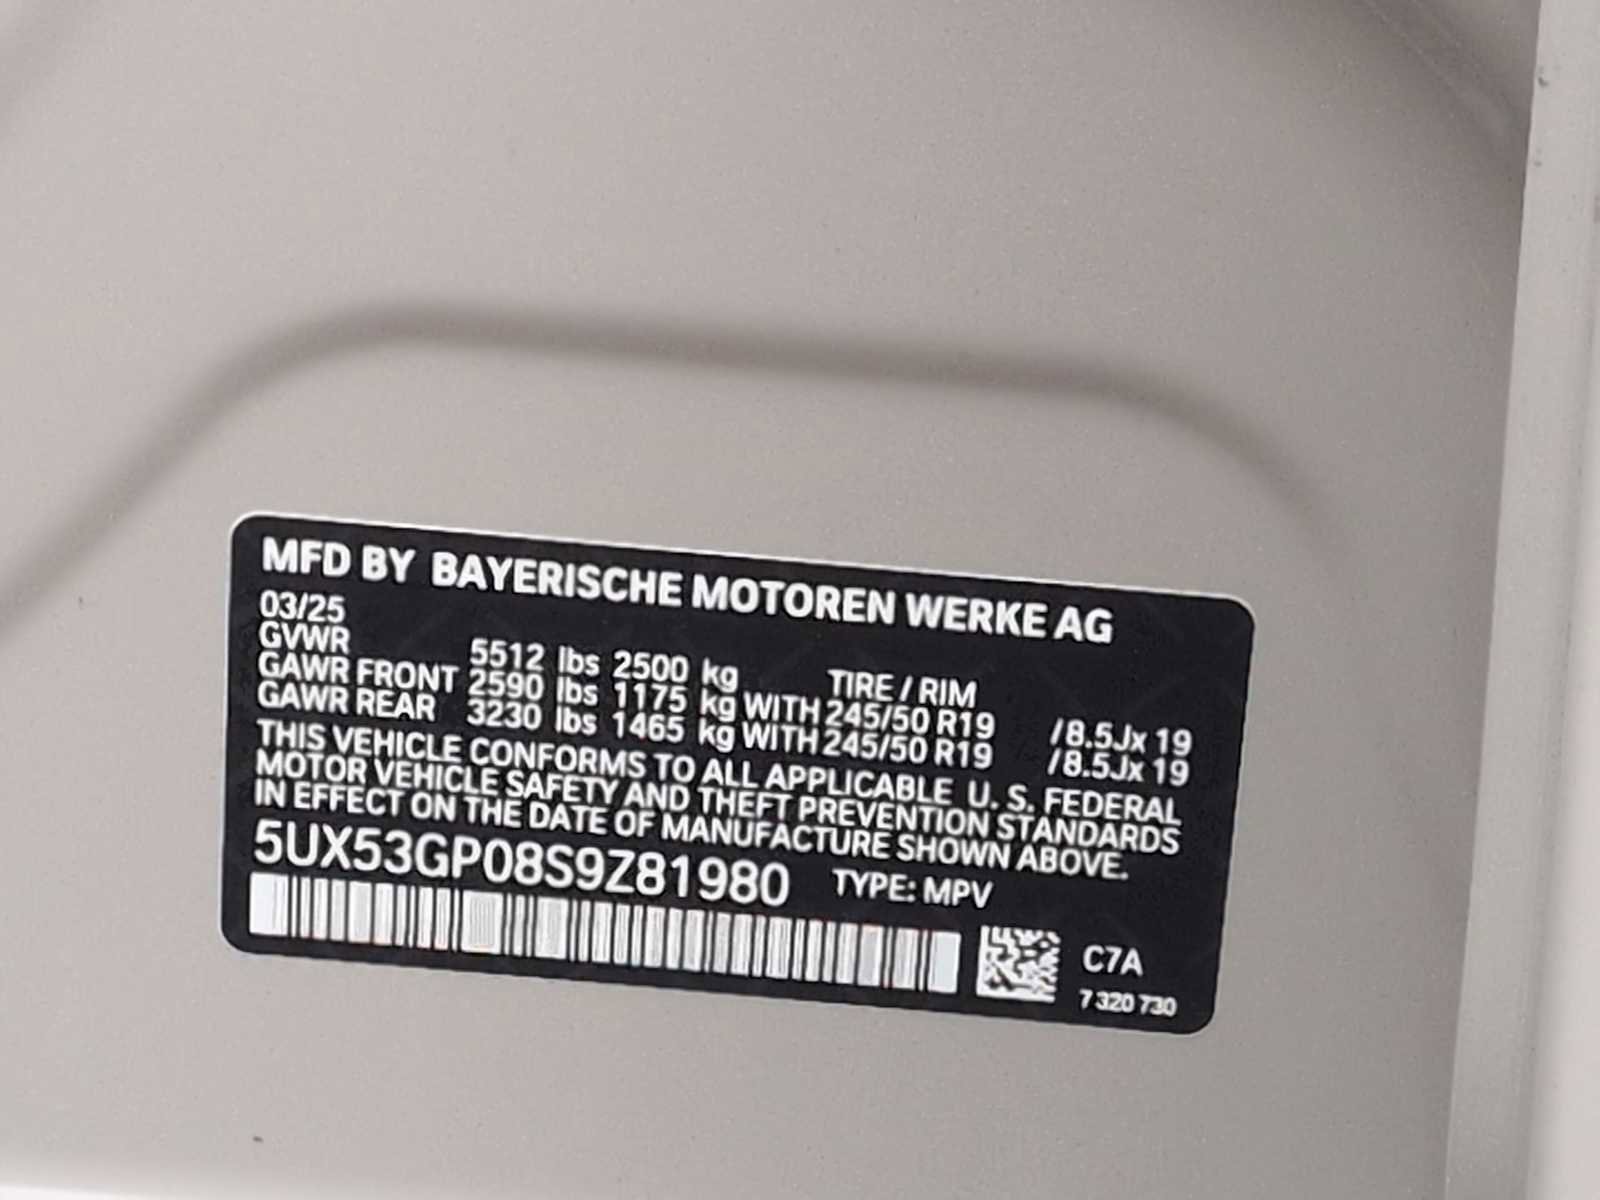 MFD BY BAYERISCHE MOTOREN WERKE AG
03/25
GVWR 5512 lbs 2500 kg TIRE / RIM
GAWR FRONT 2590 lbs 1175 kg WITH 245/50 R19 /8.5Jx 19
GAWR REAR 3230 lbs 1465 kg WITH 245/50 R19 /8.5Jx 19
THIS VEHICLE CONFORMS TO ALL APPLICABLE U. S. FEDERAL
MOTOR VEHICLE SAFETY AND THEFT PREVENTION STANDARDS
IN EFFECT ON THE DATE OF MANUFACTURE SHOWN ABOVE.
5UX53GP08S9Z81980 TYPE: MPV
C7A
7 320 730